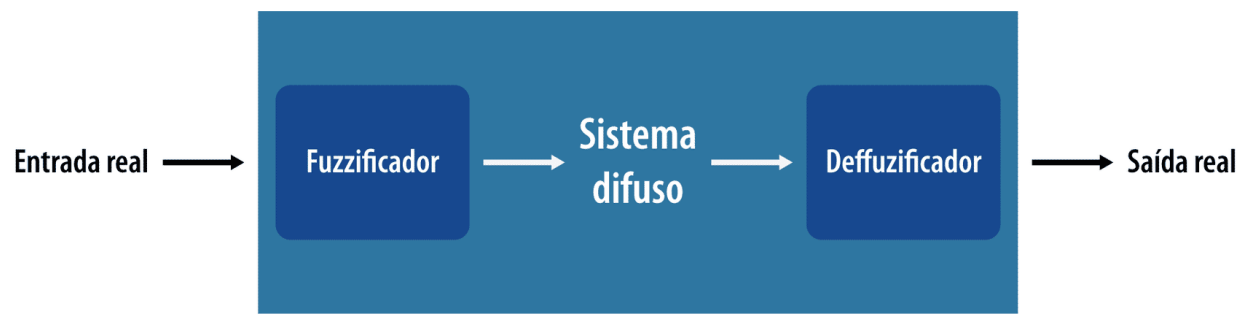 Entrada real
Fuzzificador
Sistema
difuso
Deffuzificador
Saída real